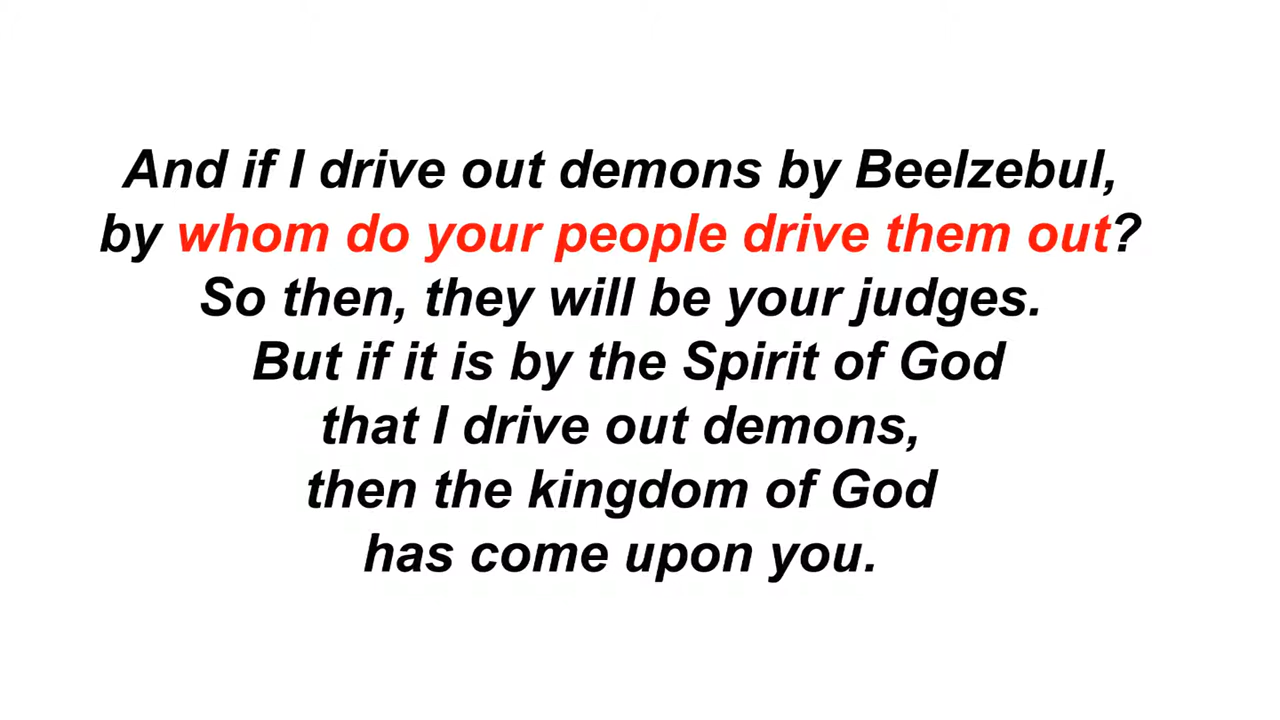 And if I drive out demons by Beelzebul,
by whom do your people drive them out?
So then, they will be your judges.
But if it is by the Spirit of God
that I drive out demons,
then the kingdom of God
has come upon you.